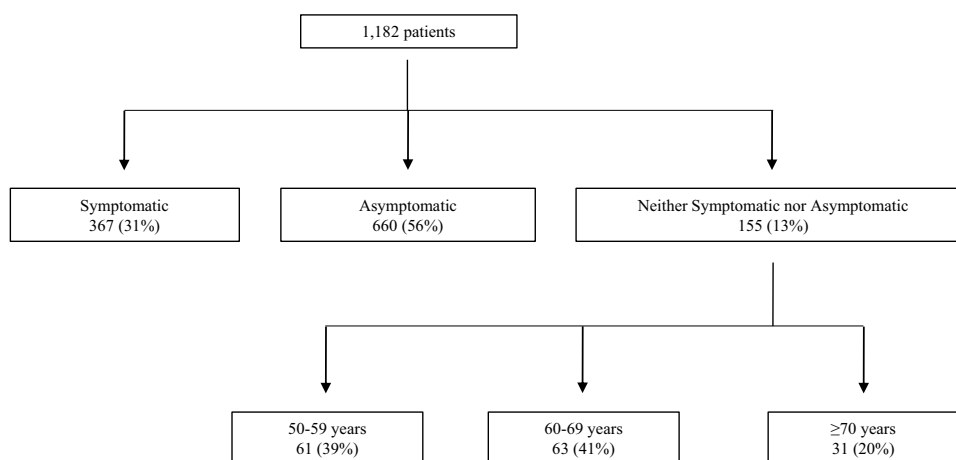 1,182 patients
Symptomatic
367 (31%)
Asymptomatic
660 (56%)
Neither Symptomatic nor Asymptomatic
155 (13%)
50-59 years
61 (39%)
60-69 years
63 (41%)
≥70 years
31 (20%)